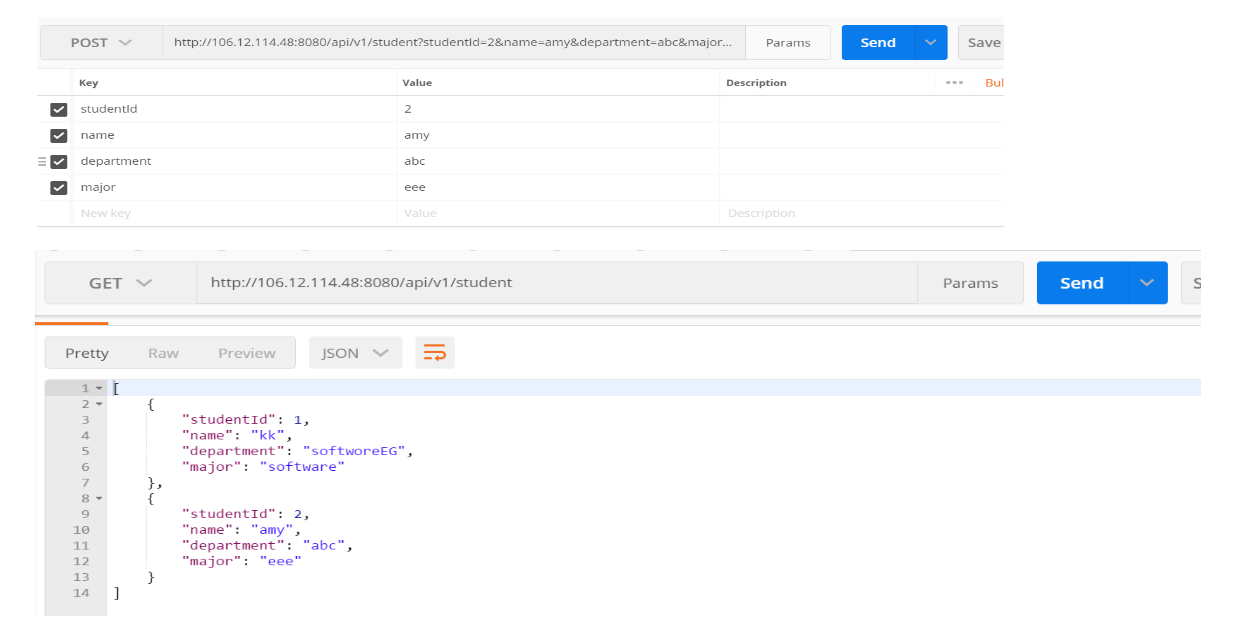 POST http://106.12.114.48:8080/api/v1/student?studentId=2&name=amy&department=abc&major... Params Send Save
Key Value Description ••• Bul
studentId 2
name amy
department abc
major eee
New key Value Description
GET http://106.12.114.48:8080/api/v1/student Params Send S
Pretty Raw Preview JSON
1 [
2 {
3 "studentId": 1,
4 "name": "kk",
5 "department": "softworeEG",
6 "major": "software"
7 },
8 {
9 "studentId": 2,
10 "name": "amy",
11 "department": "abc",
12 "major": "eee"
13 }
14 ]